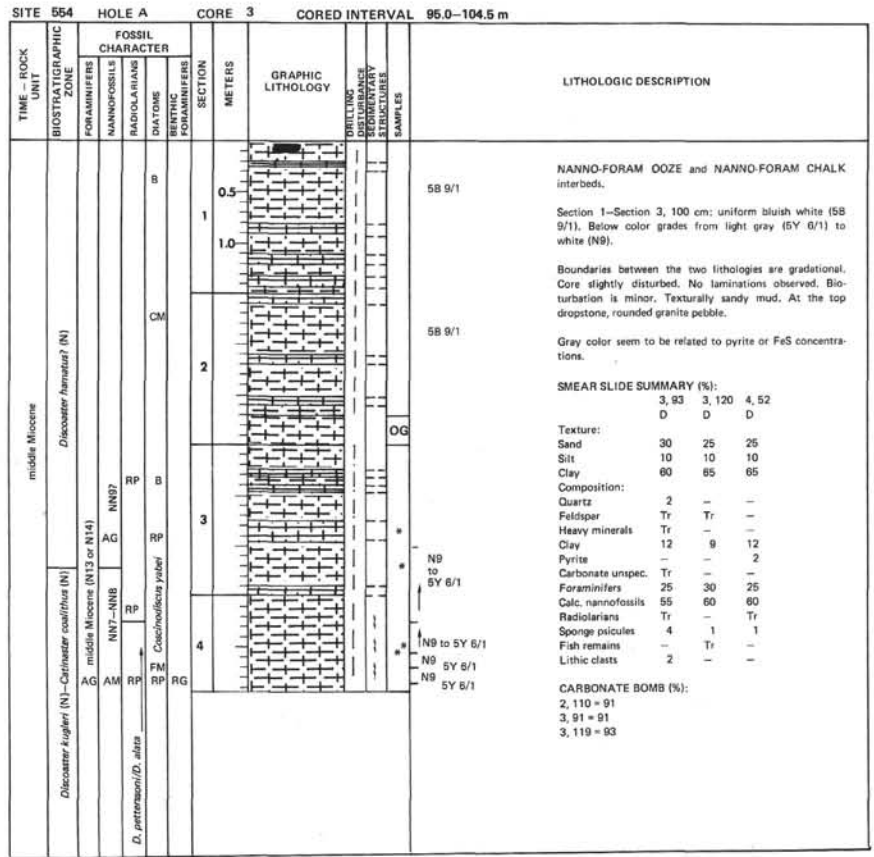 SITE 554 HOLE A CORE 3 CORED INTERVAL 95.0–104.5 m
TIME – ROCK UNIT
BIOSTRATIGRAPHIC ZONE
FOSSIL CHARACTER
FORAMINIFERS
NANNOFOSSILS
RADIOLARIANS
DIATOMS
BENTHIC FORAMINIFERS
SECTION
METERS
GRAPHIC LITHOLOGY
DRILLING DISTURBANCE
SEDIMENTARY STRUCTURES
SAMPLES
LITHOLOGIC DESCRIPTION
middle Miocene
Discoaster hamatus? (N)
Discoaster kugleri (N)–Catinaster coalithus (N)
middle Miocene (N13 or N14)
AG
NN9?
AG
NN7–NN8
AM
RP
RP
RP
D. petterssoni/D. alata
B
CM
B
RP
Coscinodiscus yabei
FM
RP
RG
1
2
3
4
0.5
1.0
OG
*
*
*
*
5B 9/1
5B 9/1
N9
to
5Y 6/1
N9 to 5Y 6/1
N9
5Y 6/1
N9
5Y 6/1
NANNO-FORAM OOZE and NANNO-FORAM CHALK
interbeds.
Section 1–Section 3, 100 cm: uniform bluish white (5B
9/1). Below color grades from light gray (5Y 6/1) to
white (N9).
Boundaries between the two lithologies are gradational.
Core slightly disturbed. No laminations observed. Bio-
turbation is minor. Texturally sandy mud. At the top
dropstone, rounded granite pebble.
Gray color seem to be related to pyrite or FeS concentra-
tions.
SMEAR SLIDE SUMMARY (%):
3, 93 3, 120 4, 52
D D D
Texture:
Sand 30 25 25
Silt 10 10 10
Clay 60 65 65
Composition:
Quartz 2 – –
Feldspar Tr Tr –
Heavy minerals Tr – –
Clay 12 9 12
Pyrite – – 2
Carbonate unspec. Tr – –
Foraminifers 25 30 25
Calc. nannofossils 55 60 60
Radiolarians Tr – Tr
Sponge psicules 4 1 1
Fish remains – Tr –
Lithic clasts 2 – –
CARBONATE BOMB (%):
2, 110 = 91
3, 91 = 91
3, 119 = 93